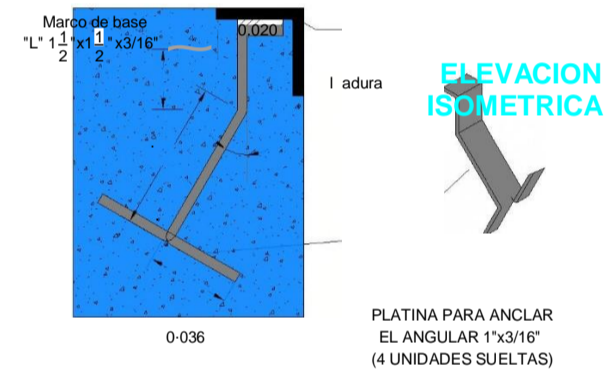 Marco de base
"L" 1 1/2"x1 1/2"x3/16"
0.020
l adura
ELEVACION
ISOMETRICA
0·036
PLATINA PARA ANCLAR
EL ANGULAR 1"x3/16"
(4 UNIDADES SUELTAS)